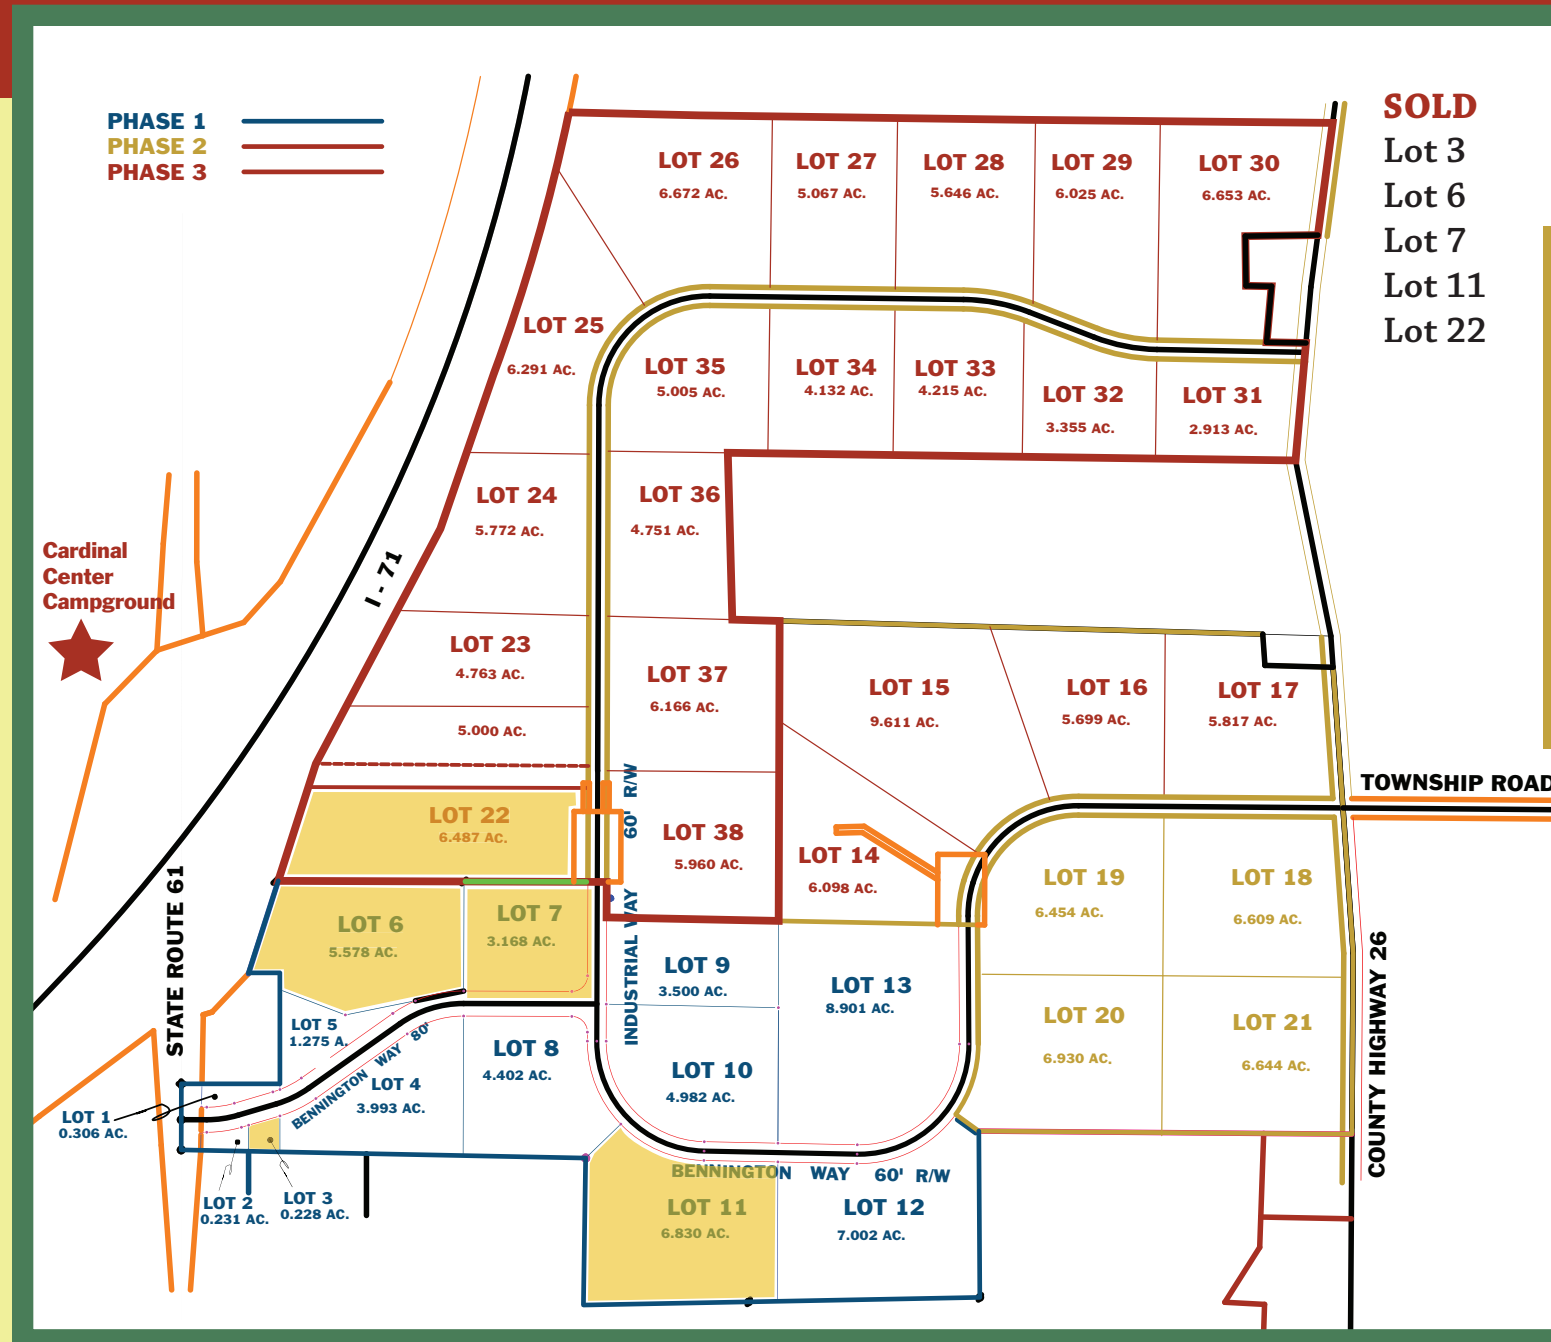 PHASE 1
PHASE 2
PHASE 3
SOLD
Lot 3
Lot 6
Lot 7
Lot 11
Lot 22
LOT 26
6.672 AC.
LOT 27
5.067 AC.
LOT 28
5.646 AC.
LOT 29
6.025 AC.
LOT 30
6.653 AC.
LOT 25
6.291 AC.
LOT 35
5.005 AC.
LOT 34
4.132 AC.
LOT 33
4.215 AC.
LOT 32
3.355 AC.
LOT 31
2.913 AC.
LOT 24
5.772 AC.
LOT 36
4.751 AC.
I - 71
Cardinal
Center
Campground
LOT 23
4.763 AC.
5.000 AC.
LOT 37
6.166 AC.
LOT 15
9.611 AC.
LOT 16
5.699 AC.
LOT 17
5.817 AC.
TOWNSHIP ROAD
LOT 22
6.487 AC.
LOT 38
5.960 AC.
LOT 14
6.098 AC.
LOT 19
6.454 AC.
LOT 18
6.609 AC.
INDUSTRIAL WAY 60' R/W
STATE ROUTE 61
LOT 6
5.578 AC.
LOT 7
3.168 AC.
LOT 9
3.500 AC.
LOT 13
8.901 AC.
COUNTY HIGHWAY 26
LOT 5
1.275 A.
BENNINGTON WAY 80'
LOT 8
4.402 AC.
LOT 20
6.930 AC.
LOT 21
6.644 AC.
LOT 4
3.993 AC.
LOT 10
4.982 AC.
LOT 1
0.306 AC.
BENNINGTON WAY 60' R/W
LOT 2
0.231 AC.
LOT 3
0.228 AC.
LOT 11
6.830 AC.
LOT 12
7.002 AC.